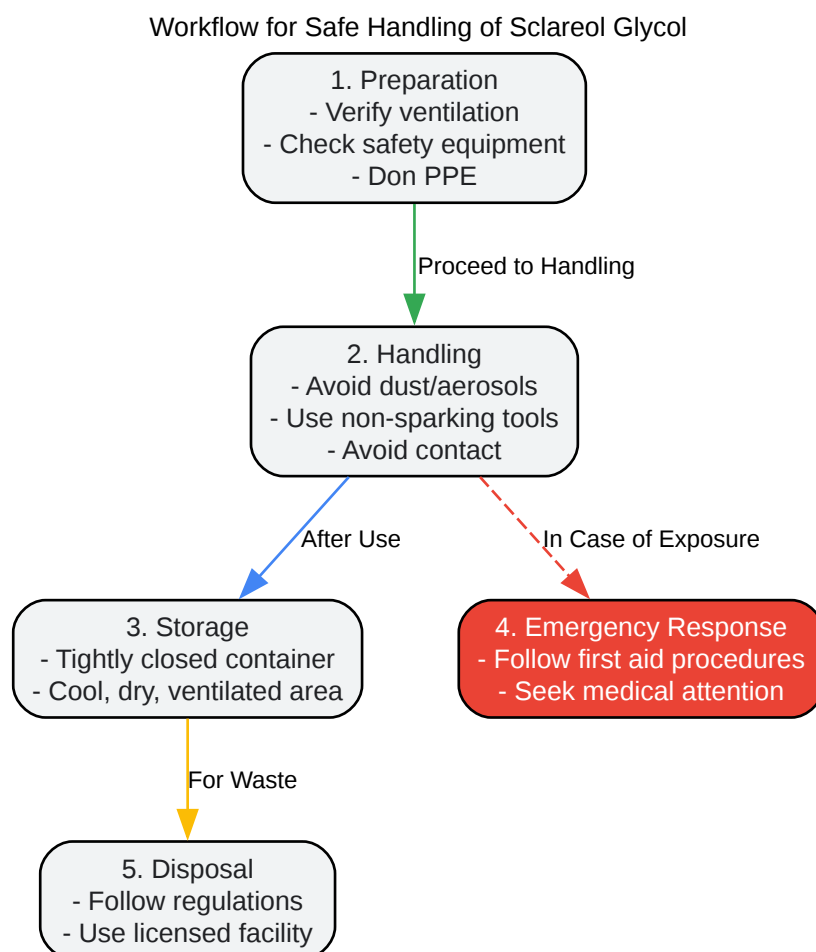 Workflow for Safe Handling of Sclareol Glycol
1. Preparation
- Verify ventilation
- Check safety equipment
- Don PPE
Proceed to Handling
2. Handling
- Avoid dust/aerosols
- Use non-sparking tools
- Avoid contact
After Use
In Case of Exposure
3. Storage
- Tightly closed container
- Cool, dry, ventilated area
4. Emergency Response
- Follow first aid procedures
- Seek medical attention
For Waste
5. Disposal
- Follow regulations
- Use licensed facility